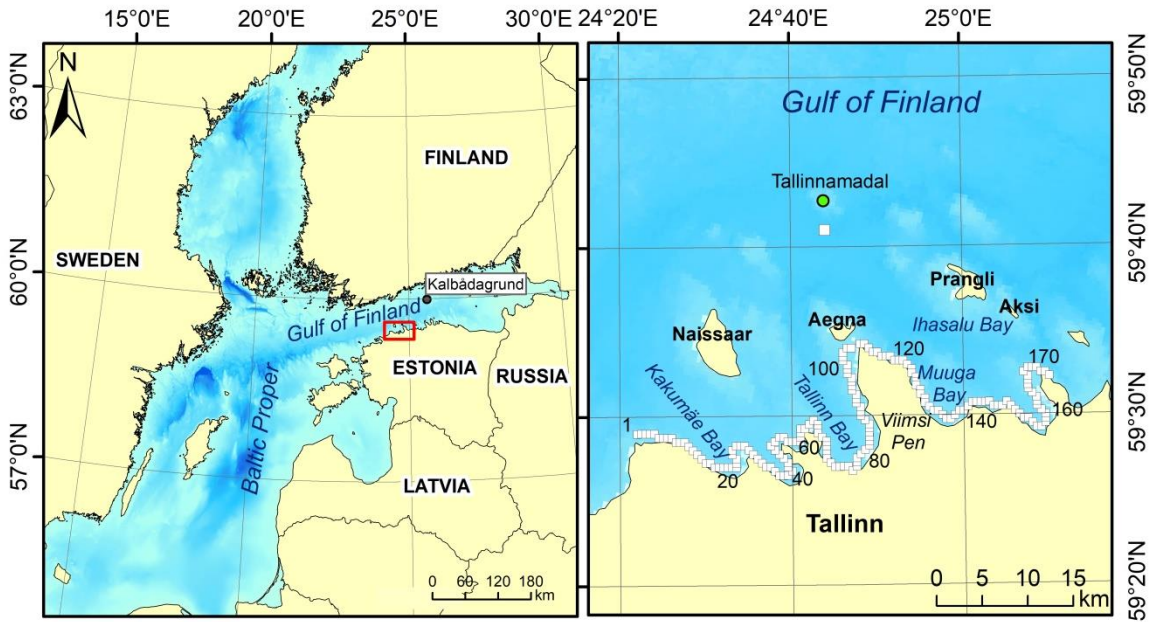 15°0'E 20°0'E 25°0'E 30°0'E
63°0'N
60°0'N
57°0'N
N
FINLAND
SWEDEN
Kalbådagrund
Gulf of Finland
ESTONIA
RUSSIA
Baltic Proper
LATVIA
0 60 120 180
km
24°20'E 24°40'E 25°0'E
59°50'N
59°40'N
59°30'N
59°20'N
Gulf of Finland
Tallinnamadal
Prangli
Aksi
Naissaar
Aegna
Ihasalu Bay
100
120
170
Muuga
Bay
Kakumäe Bay
Tallinn Bay
1
160
140
Viimsi
Pen
60
80
20
40
Tallinn
0 5 10 15
km